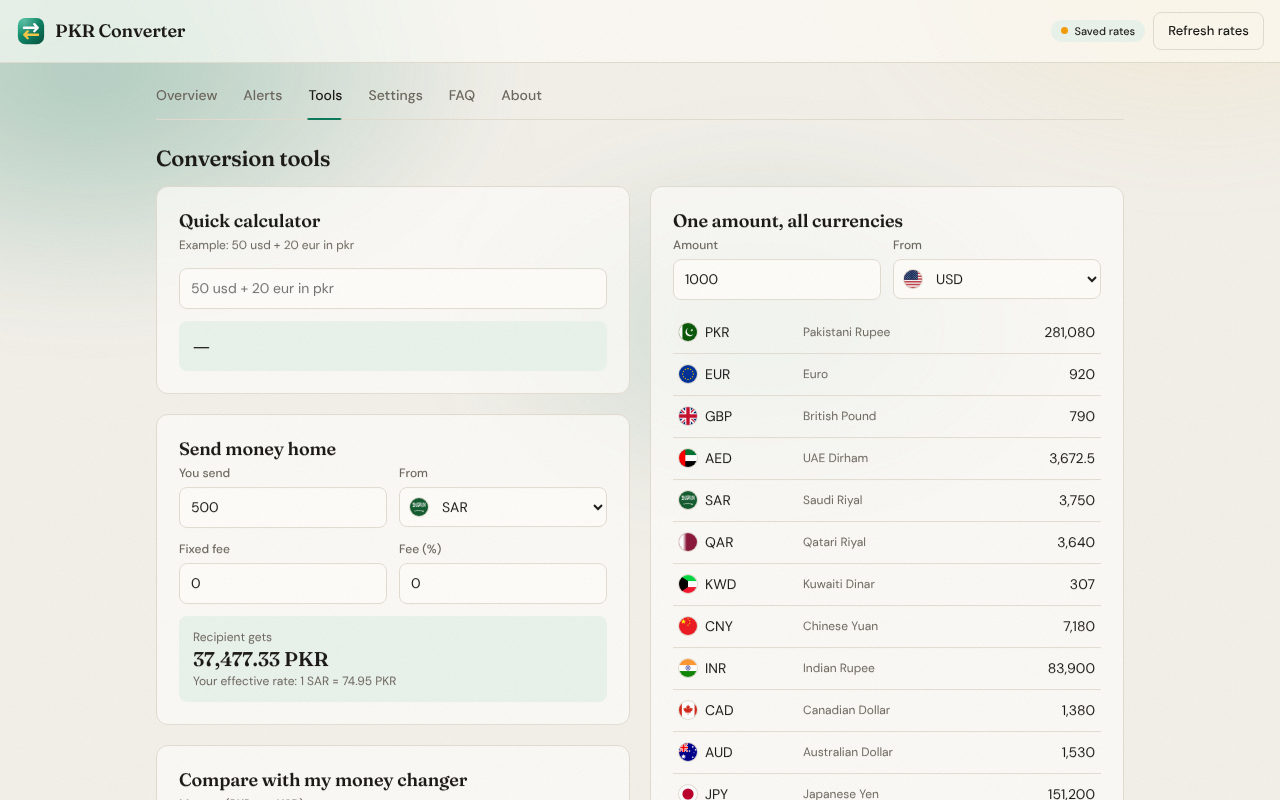 PKR Converter
Saved rates
Refresh rates
Overview Alerts Tools Settings FAQ About
Conversion tools
Quick calculator
Example: 50 usd + 20 eur in pkr
50 usd + 20 eur in pkr
—
Send money home
You send From
500 SAR
Fixed fee Fee (%)
0 0
Recipient gets
37,477.33 PKR
Your effective rate: 1 SAR = 74.95 PKR
Compare with my money changer
One amount, all currencies
Amount From
1000 USD
PKR Pakistani Rupee 281,080
EUR Euro 920
GBP British Pound 790
AED UAE Dirham 3,672.5
SAR Saudi Riyal 3,750
QAR Qatari Riyal 3,640
KWD Kuwaiti Dinar 307
CNY Chinese Yuan 7,180
INR Indian Rupee 83,900
CAD Canadian Dollar 1,380
AUD Australian Dollar 1,530
JPY Japanese Yen 151,200